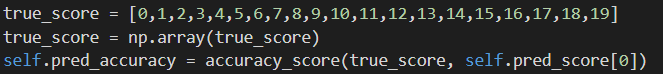 true_score = [0,1,2,3,4,5,6,7,8,9,10,11,12,13,14,15,16,17,18,19]
true_score = np.array(true_score)
self.pred_accuracy = accuracy_score(true_score, self.pred_score[0])